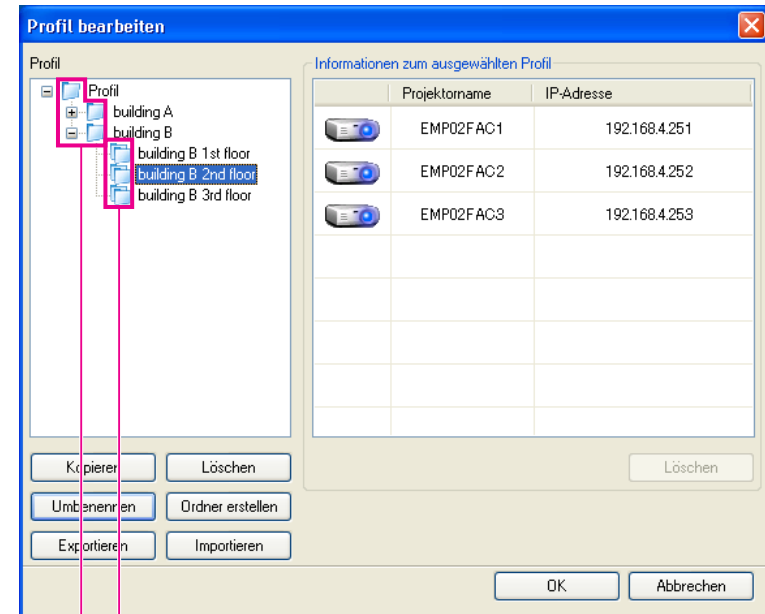 Profil bearbeiten
Profil
Profil
building A
building B
building B 1st floor
building B 2nd floor
building B 3rd floor
Informationen zum ausgewählten Profil
Projektorname IP-Adresse
EMP02FAC1 192.168.4.251
EMP02FAC2 192.168.4.252
EMP02FAC3 192.168.4.253
Kopieren Löschen
Löschen
Umbenennen Ordner erstellen
Exportieren Importieren
OK Abbrechen